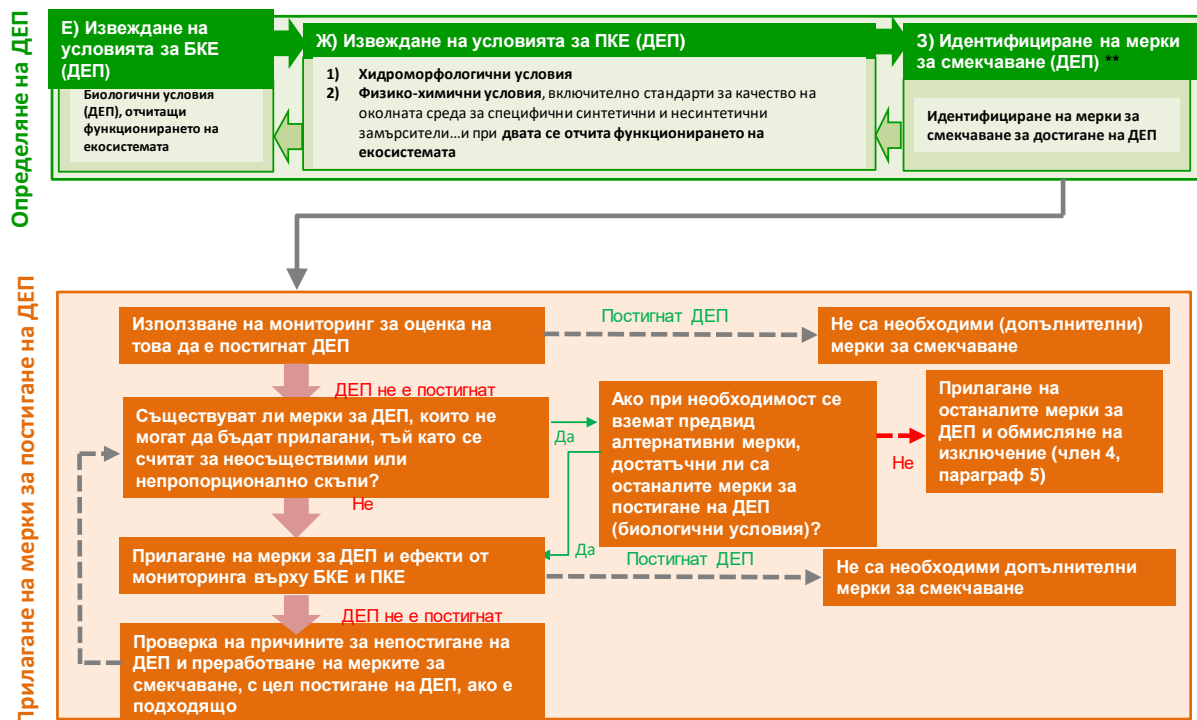 Определяне на ДЕП
Е) Извеждане на
условията за БКЕ
(ДЕП)
Биологични условия
(ДЕП), отчитащи
функционирането на
екосистемата
Ж) Извеждане на условията за ПКЕ (ДЕП)
1) Хидроморфологични условия
2) Физико-химични условия, включително стандарти за качество на
околната среда за специфични синтетични и несинтетични
замърсители...и при двата се отчита функционирането на
екосистемата
З) Идентифициране на мерки
за смекчаване (ДЕП) **
Идентифициране на мерки за
смекчаване за достигане на ДЕП
Прилагане на мерки за постигане на ДЕП
Използване на мониторинг за оценка на
това да е постигнат ДЕП
Постигнат ДЕП
Не са необходими (допълнителни)
мерки за смекчаване
ДЕП не е постигнат
Съществуват ли мерки за ДЕП, които не
могат да бъдат прилагани, тъй като се
считат за неосъществими или
непропорционално скъпи?
Да
Ако при необходимост се
вземат предвид
алтернативни мерки,
достатъчни ли са
останалите мерки за
постигане на ДЕП
(биологични условия)?
Не
Прилагане на
останалите мерки за
ДЕП и обмисляне на
изключение (член 4,
параграф 5)
Не
Да
Прилагане на мерки за ДЕП и ефекти от
мониторинга върху БКЕ и ПКЕ
Постигнат ДЕП
Не са необходими допълнителни
мерки за смекчаване
ДЕП не е постигнат
Проверка на причините за непостигане на
ДЕП и преработване на мерките за
смекчаване, с цел постигане на ДЕП, ако е
подходящо